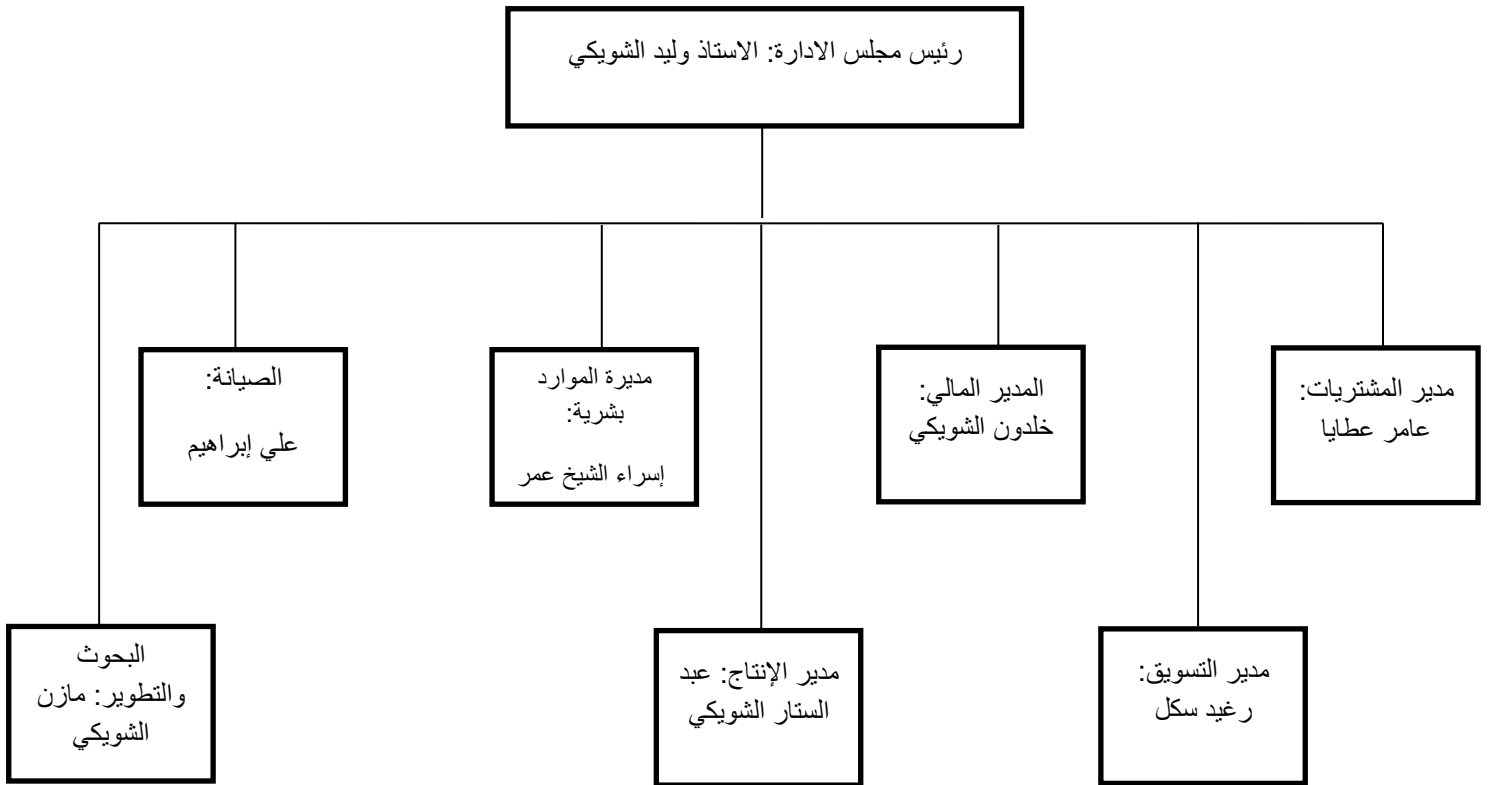 رئيس مجلس الادارة: الاستاذ وليد الشويكي
مدير المشتريات:
عامر عطايا
المدير المالي:
خلدون الشويكي
مديرة الموارد
بشرية:
إسراء الشيخ عمر
الصيانة:
علي إبراهيم
مدير التسويق:
رغيد سكل
مدير الإنتاج: عبد
الستار الشويكي
البحوث
والتطوير: مازن
الشويكي